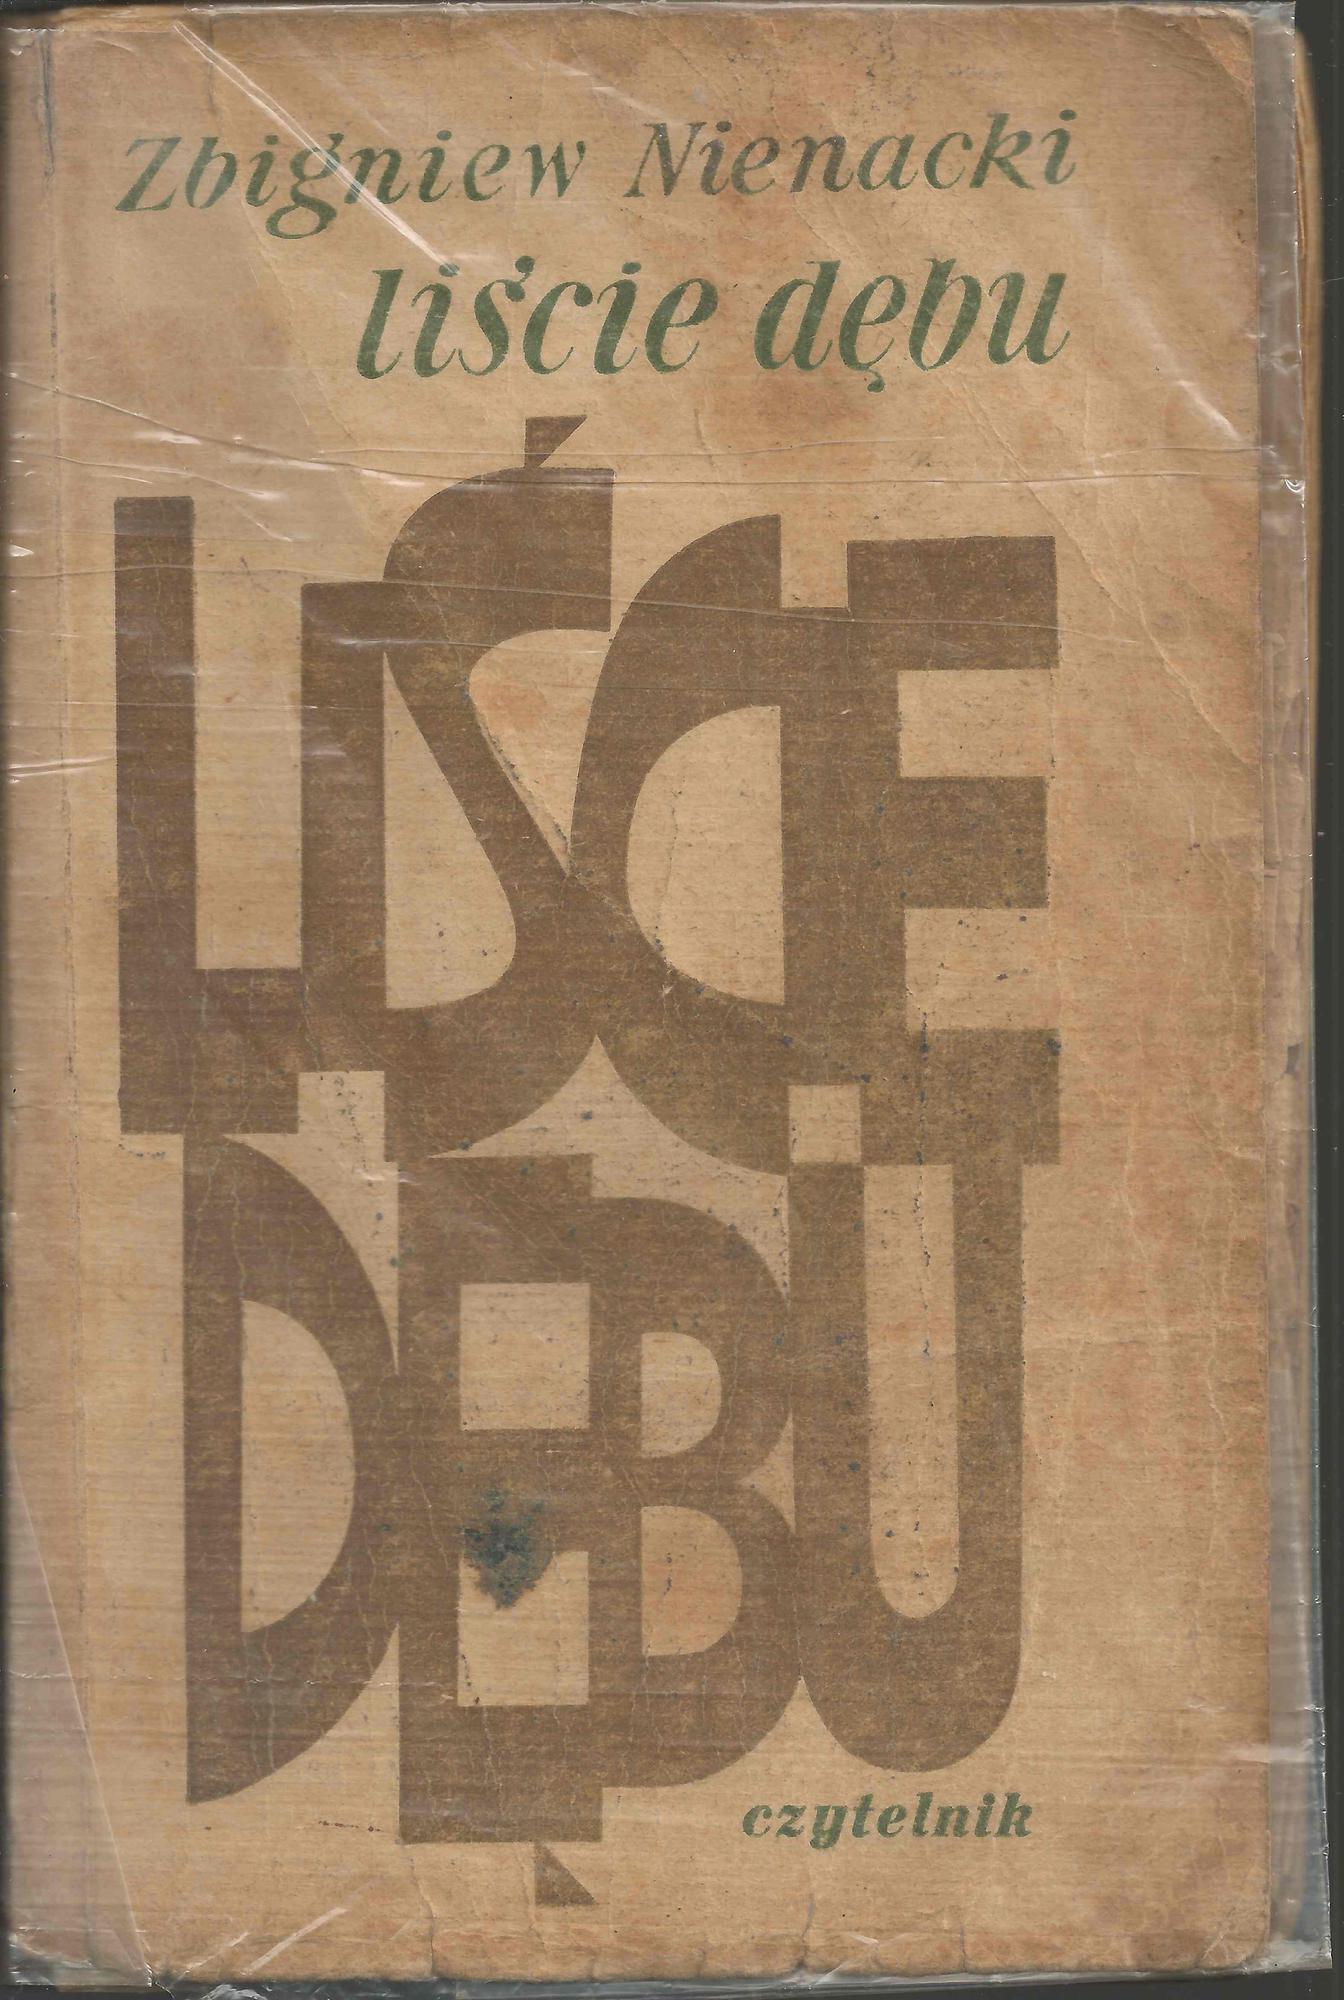 Zbigniew Nienacki
liście dębu
LIŚCIE
DĘBU
czytelnik